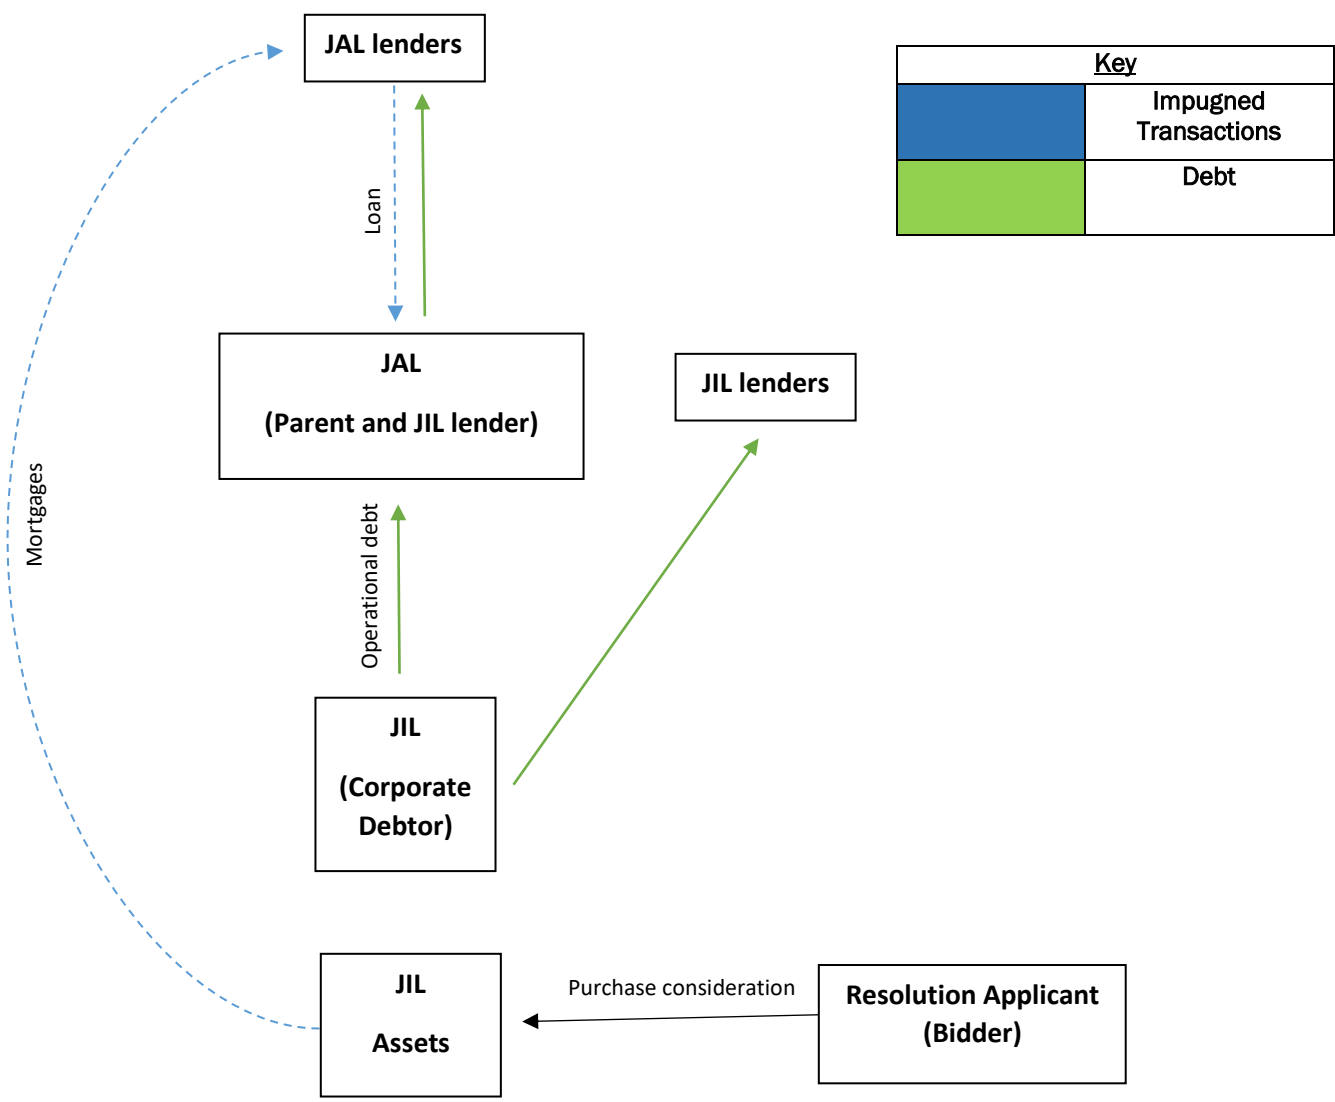 JAL lenders
Key
Impugned
Transactions
Debt
Loan
JAL
(Parent and JIL lender)
JIL lenders
Mortgages
Operational debt
JIL
(Corporate
Debtor)
JIL
Assets
Purchase consideration
Resolution Applicant
(Bidder)